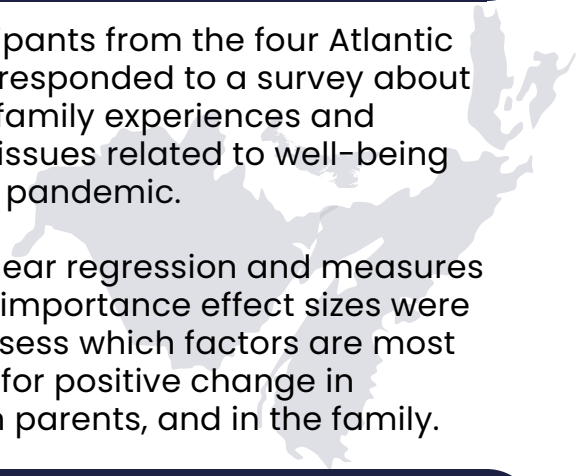 ipants from the four Atlantic
responded to a survey about
family experiences and
issues related to well-being
pandemic.
ear regression and measures
importance effect sizes were
sess which factors are most
for positive change in
parents, and in the family.